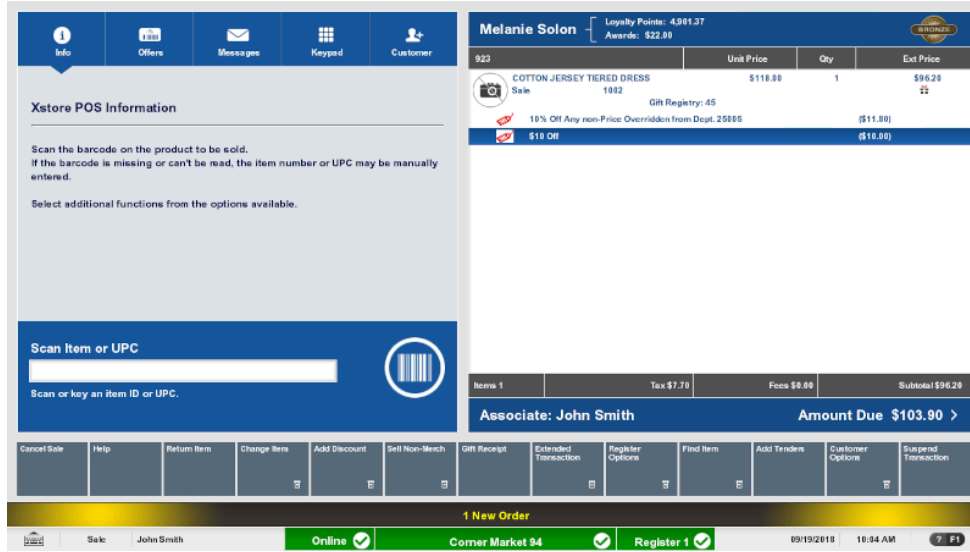 Info
Offers
Messages
Keypad
Customer
Xstore POS Information
Scan the barcode on the product to be sold.
If the barcode is missing or can't be read, the item number or UPC may be manually
entered.
Select additional functions from the options available.
Scan Item or UPC
Scan or key an item ID or UPC.
Melanie Solon
Loyalty Points: 4,901.37
Awards: $22.00
BRONZE
923 Unit Price Qty Ext Price
COTTON JERSEY TIERED DRESS $118.00 1 $96.20
Sale 1002
Gift Registry: 45
10% Off Any non-Price Overridden from Dept. 25005 ($11.80)
$10 Off ($10.00)
Items 1 Tax $7.70 Fees $0.00 Subtotal $96.20
Associate: John Smith Amount Due $103.90 >
Cancel Sale
Help
Return Item
Change Item
Add Discount
Sell Non-Merch
Gift Receipt
Extended
Transaction
Register
Options
Find Item
Add Tenders
Customer
Options
Suspend
Transaction
1 New Order
Sale John Smith Online Corner Market 94 Register 1 09/19/2018 10:04 AM ? F1